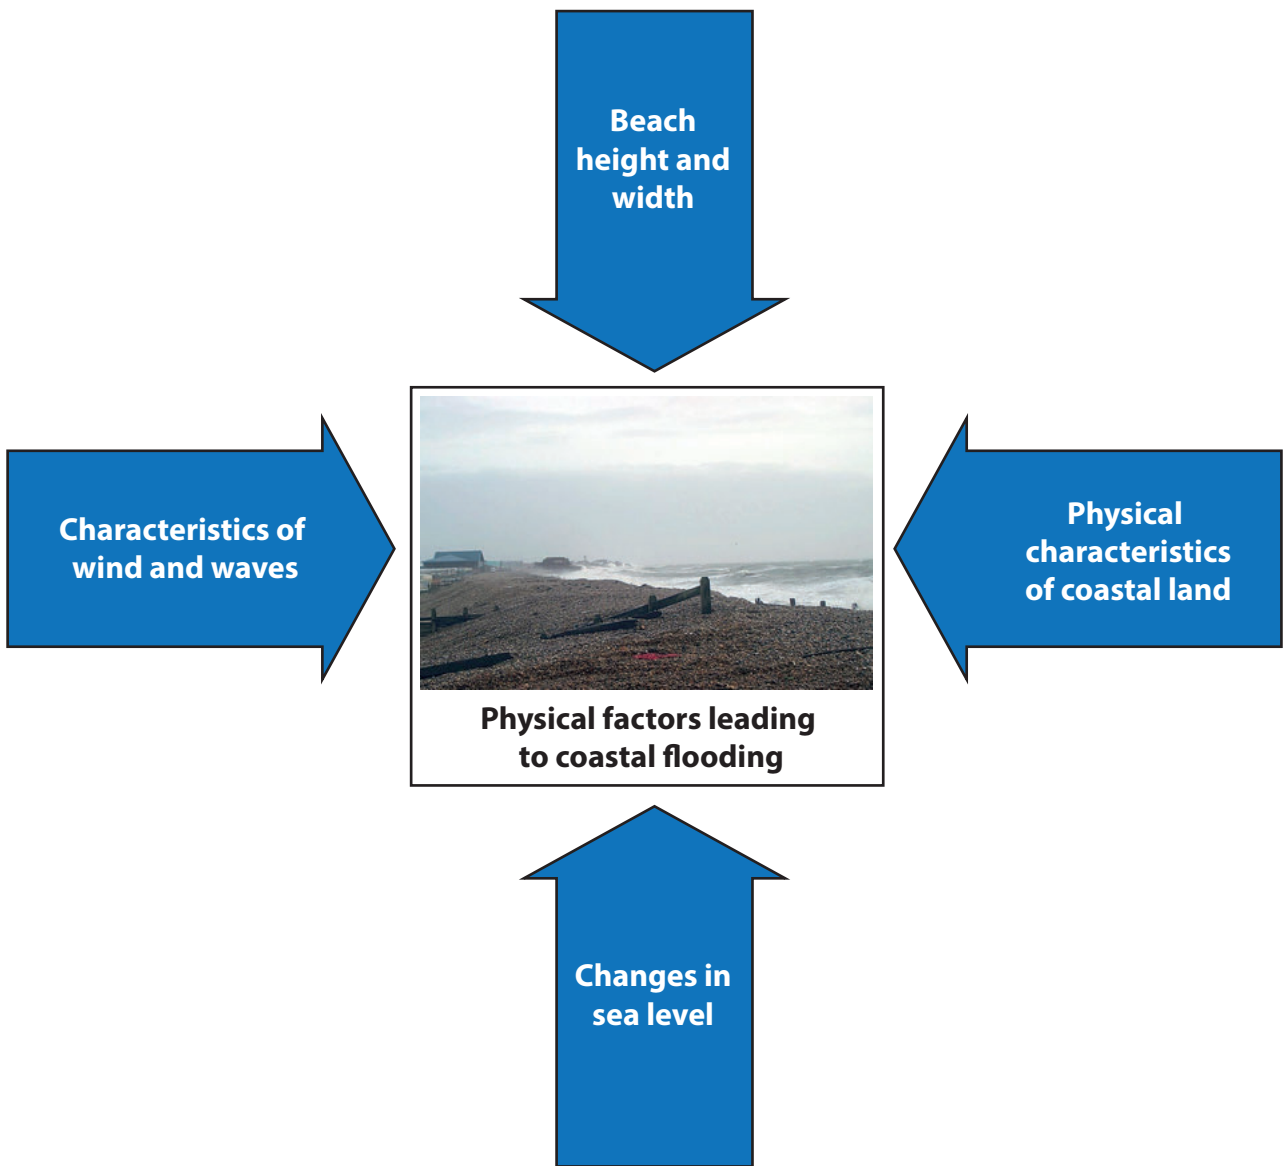 Beach
height and
width
Characteristics of
wind and waves
Physical
characteristics
of coastal land
Physical factors leading
to coastal flooding
Changes in
sea level